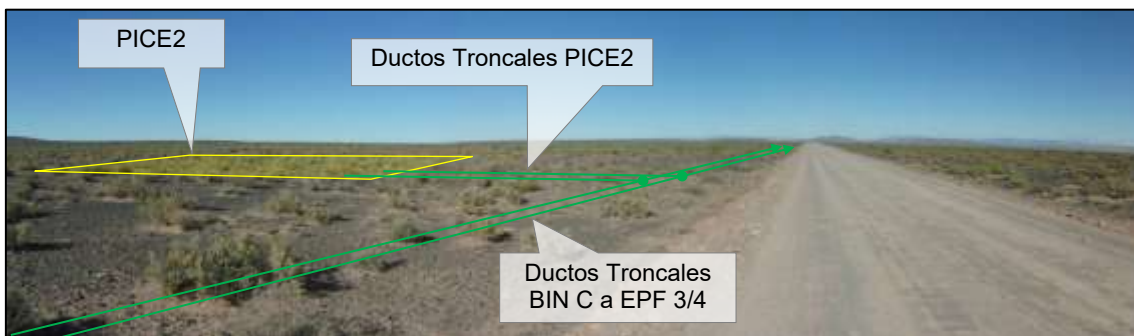 PICE2
Ductos Troncales PICE2
Ductos Troncales
BIN C a EPF 3/4